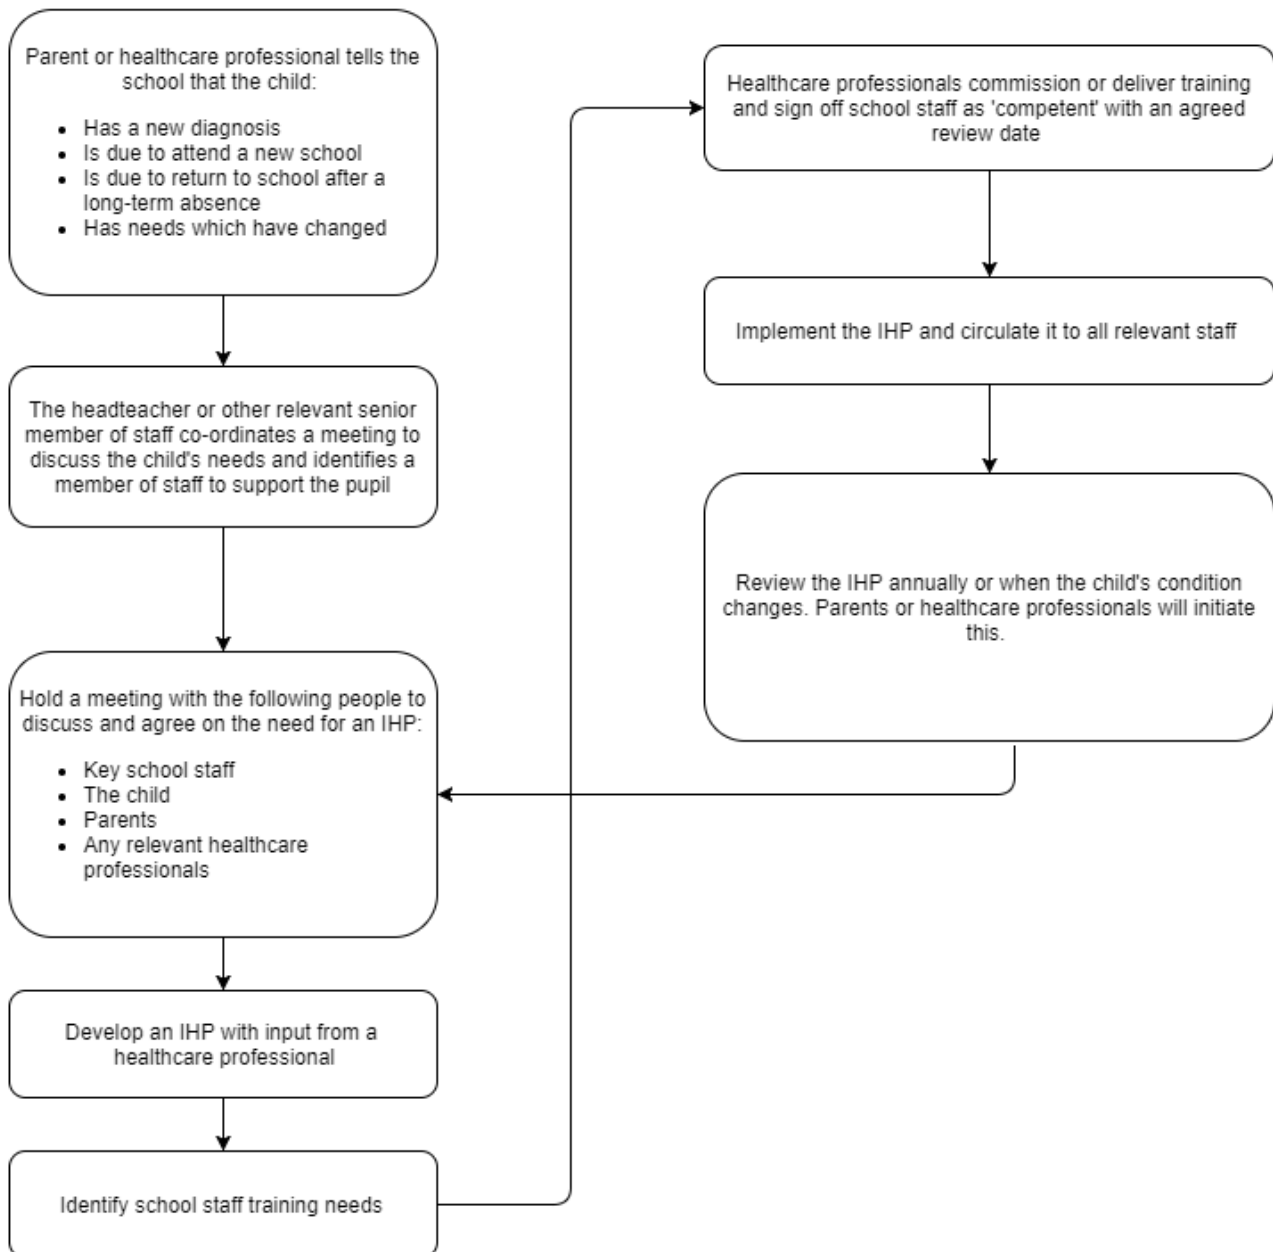 Parent or healthcare professional tells the
school that the child:
• Has a new diagnosis
• Is due to attend a new school
• Is due to return to school after a
long-term absence
• Has needs which have changed
The headteacher or other relevant senior
member of staff co-ordinates a meeting to
discuss the child's needs and identifies a
member of staff to support the pupil
Hold a meeting with the following people to
discuss and agree on the need for an IHP:
• Key school staff
• The child
• Parents
• Any relevant healthcare
professionals
Develop an IHP with input from a
healthcare professional
Identify school staff training needs
Healthcare professionals commission or deliver training
and sign off school staff as 'competent' with an agreed
review date
Implement the IHP and circulate it to all relevant staff
Review the IHP annually or when the child's condition
changes. Parents or healthcare professionals will initiate
this.